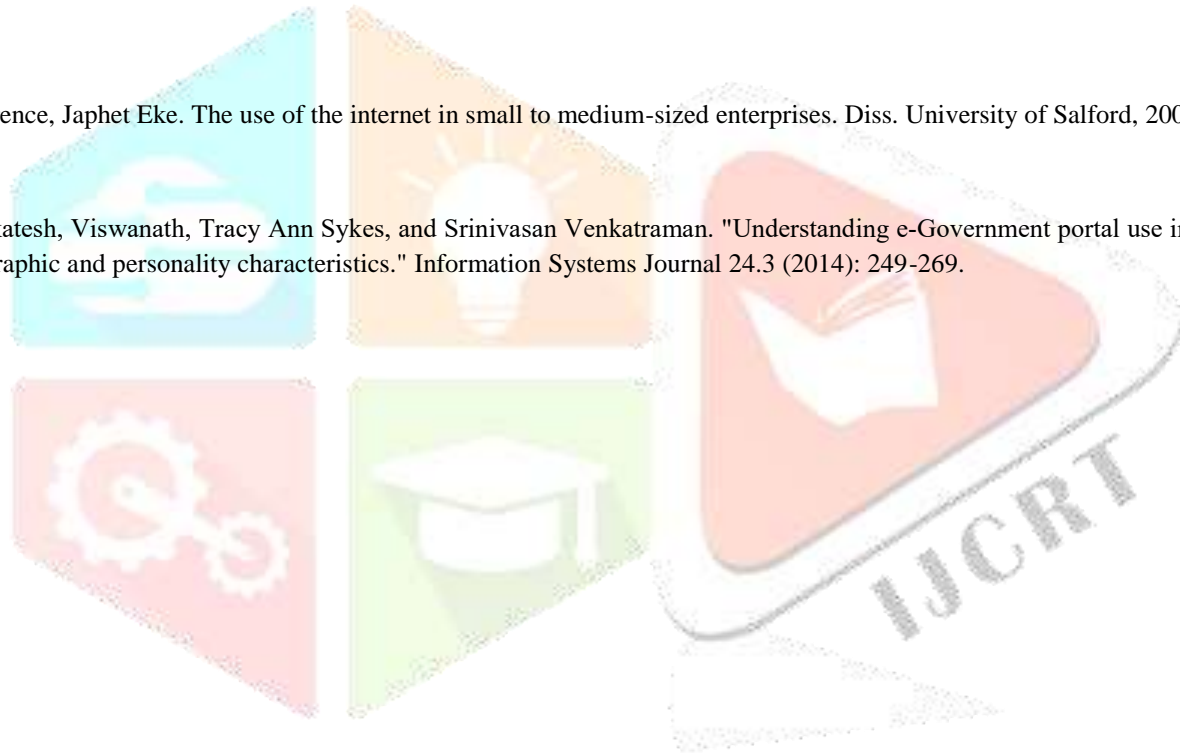 ence, Japhet Eke. The use of the internet in small to medium-sized enterprises. Diss. University of Salford, 200
atesh, Viswanath, Tracy Ann Sykes, and Srinivasan Venkatraman. "Understanding e-Government portal use in
raphic and personality characteristics." Information Systems Journal 24.3 (2014): 249-269.
IJCRT